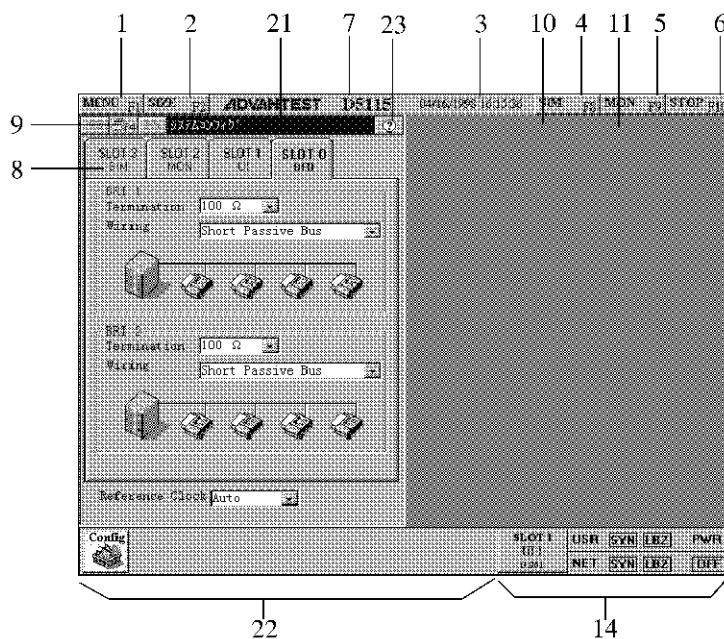 1 2 21 7 23 3 4 10 11 5 6
MENU F1 SIZE ADVANTEST D5115 SIM F8 MON F9 STOP
9
8
SLOT 3 SLOT 2 SLOT 1 SLOT 0
SIM MON UI
BRI 1
Termination 100 Ω
Wiring Short Passive Bus
BRI 2
Termination 100 Ω
Wiring Short Passive Bus
Reference Clock Auto
Config
SLOT 1 USR SYN LB2 PWR
NET SYN LB2 OFF
22 14